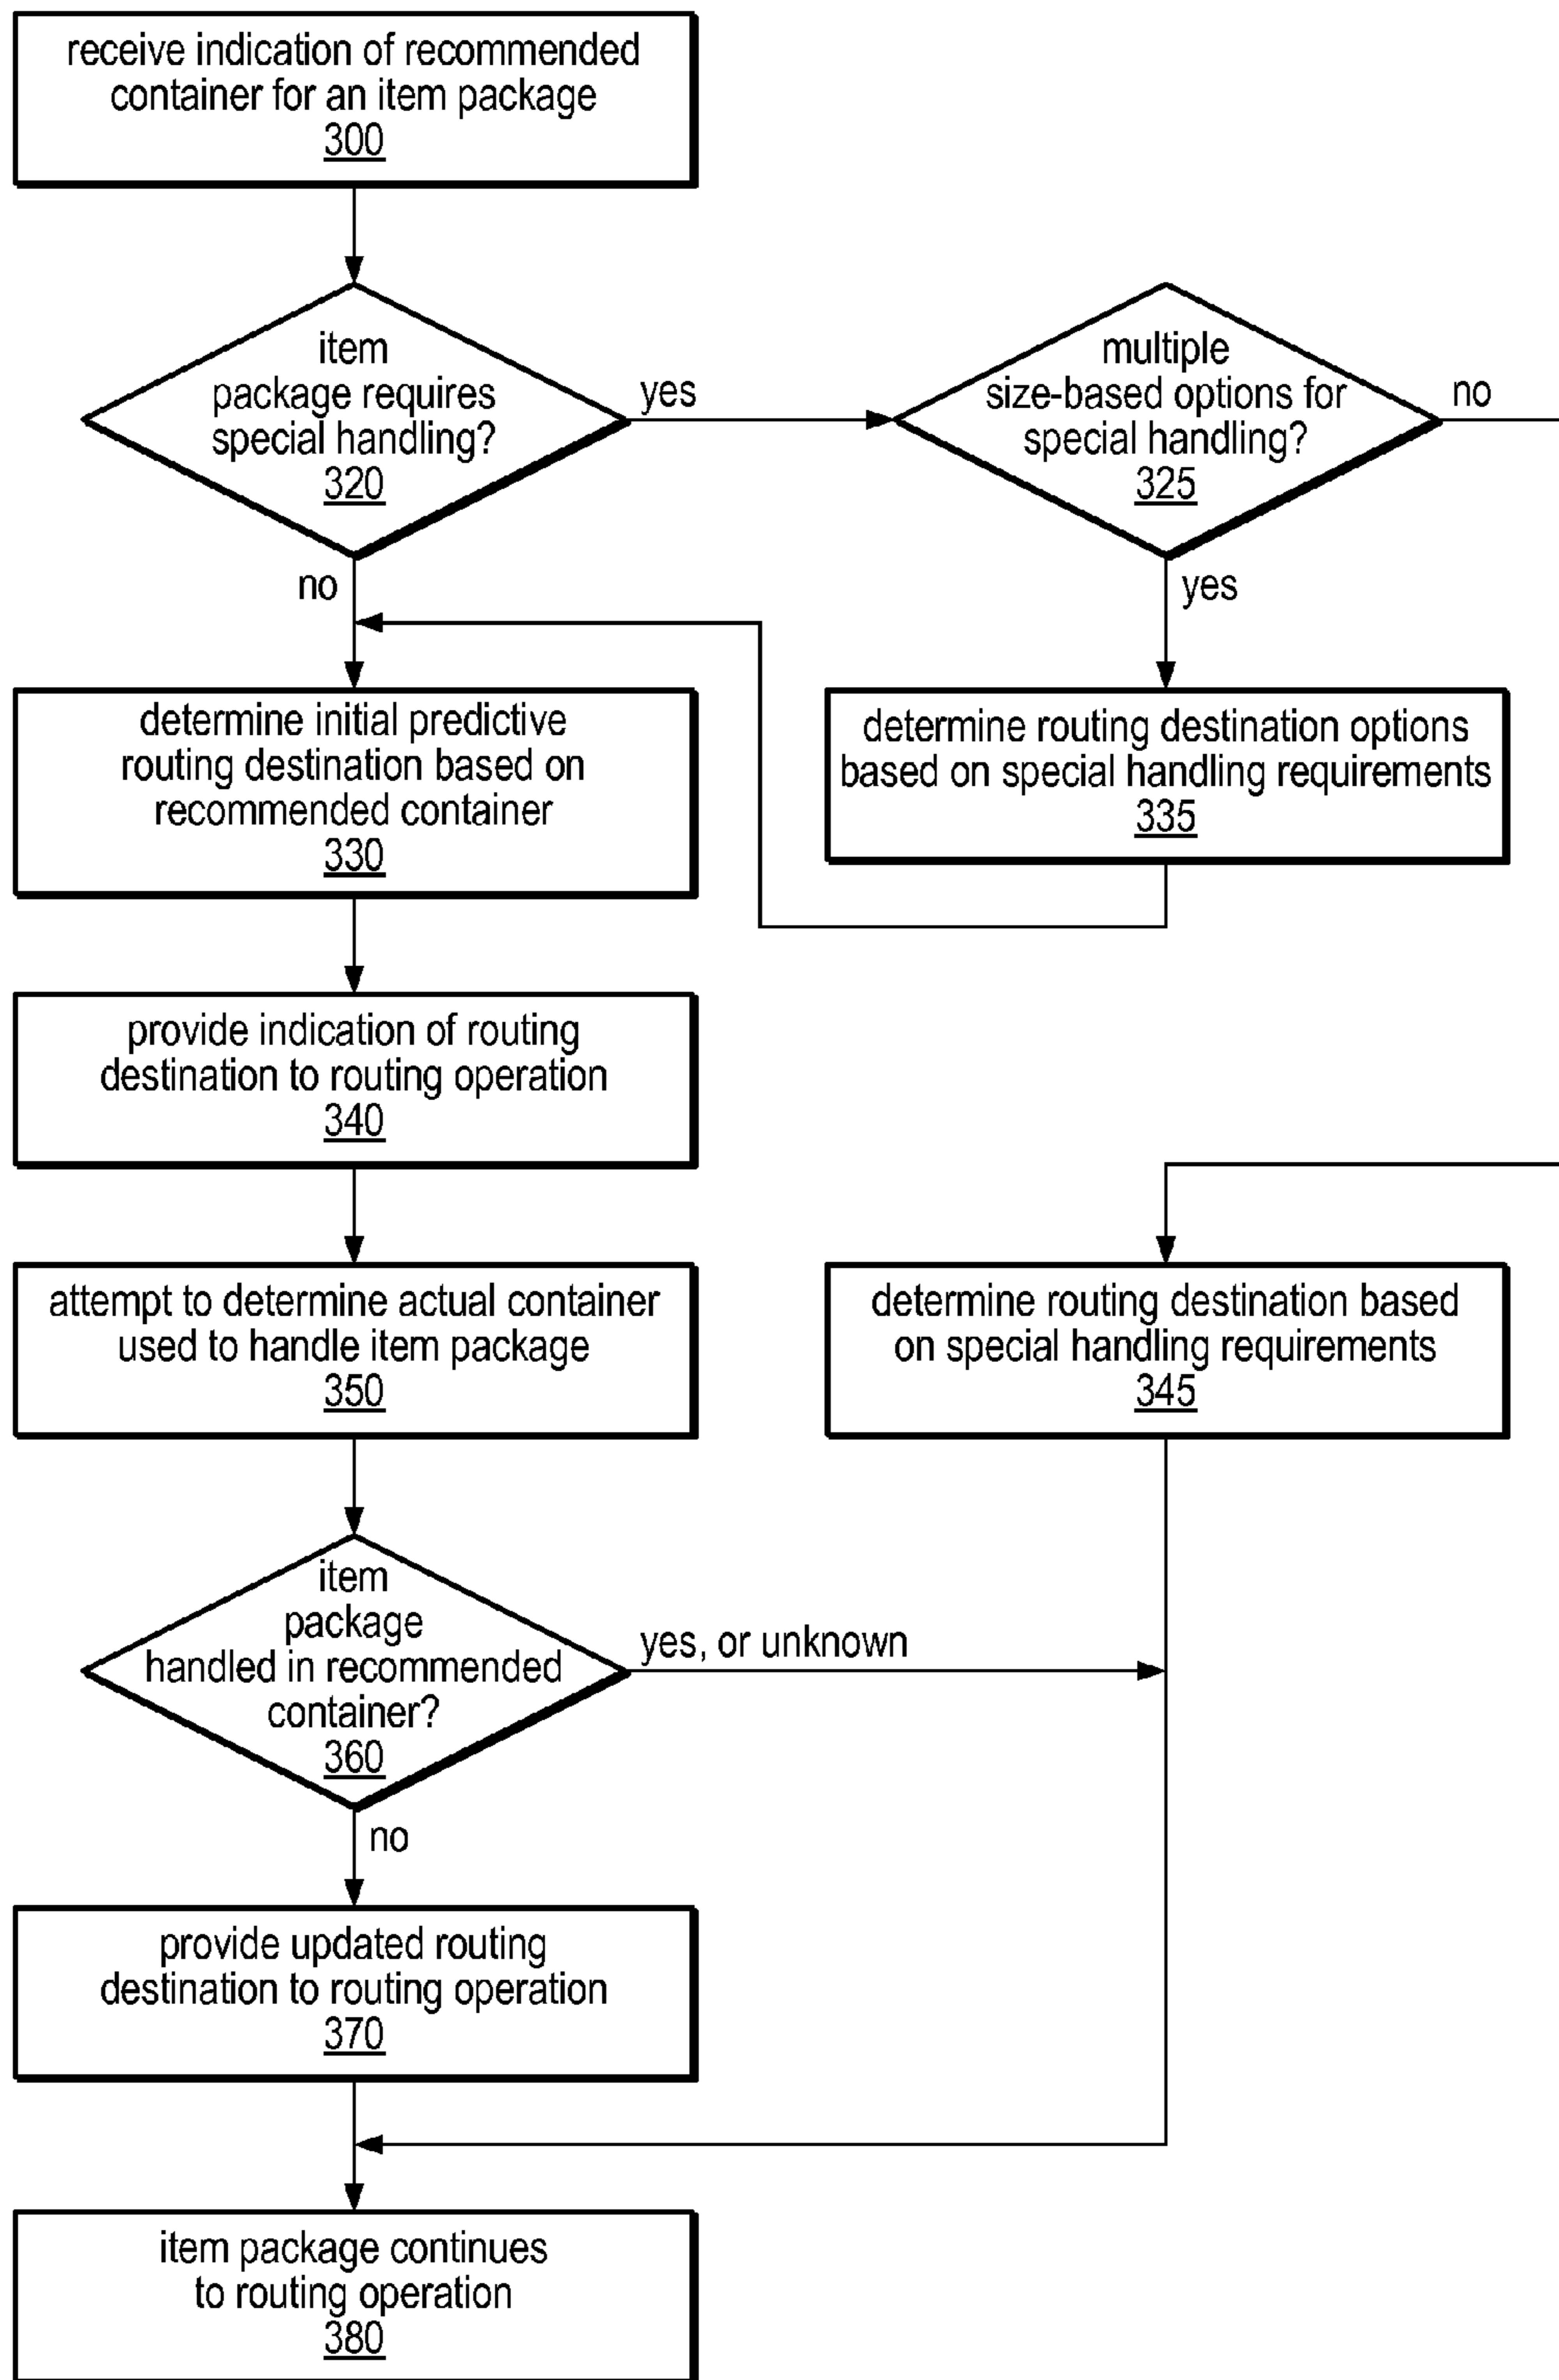 receive indication of recommended
container for an item package
300
item
package requires
special handling?
320
yes
multiple
size-based options for
special handling?
325
no
no
yes
determine initial predictive
routing destination based on
recommended container
330
determine routing destination options
based on special handling requirements
335
provide indication of routing
destination to routing operation
340
attempt to determine actual container
used to handle item package
350
determine routing destination based
on special handling requirements
345
item
package
handled in recommended
container?
360
yes, or unknown
no
provide updated routing
destination to routing operation
370
item package continues
to routing operation
380